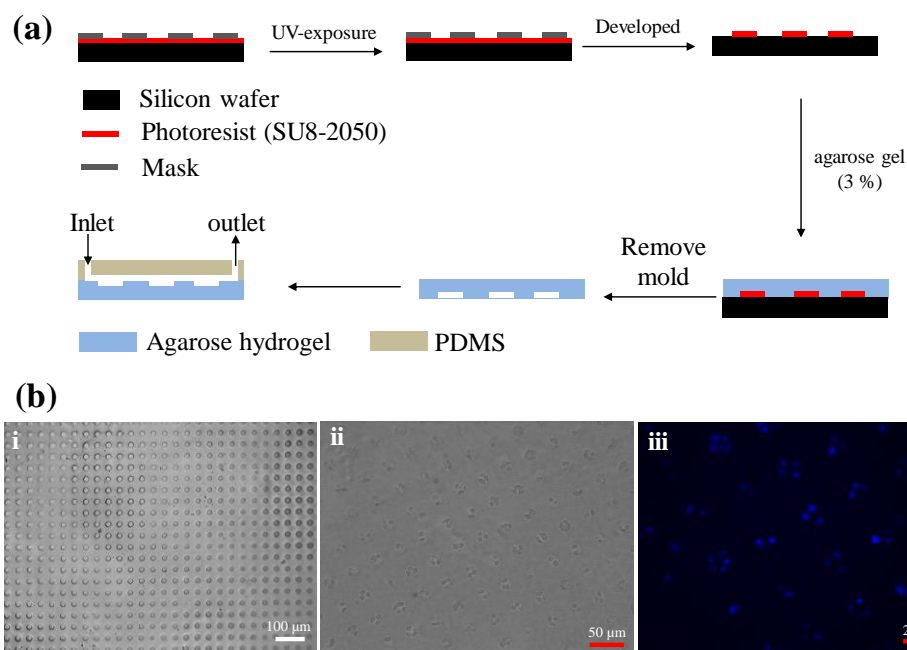 (a)
UV-exposure
Developed
Silicon wafer
Photoresist (SU8-2050)
Mask
agarose gel
(3 %)
Inlet
outlet
Remove
mold
Agarose hydrogel
PDMS
(b)
i
ii
iii
100 μm
50 μm
2